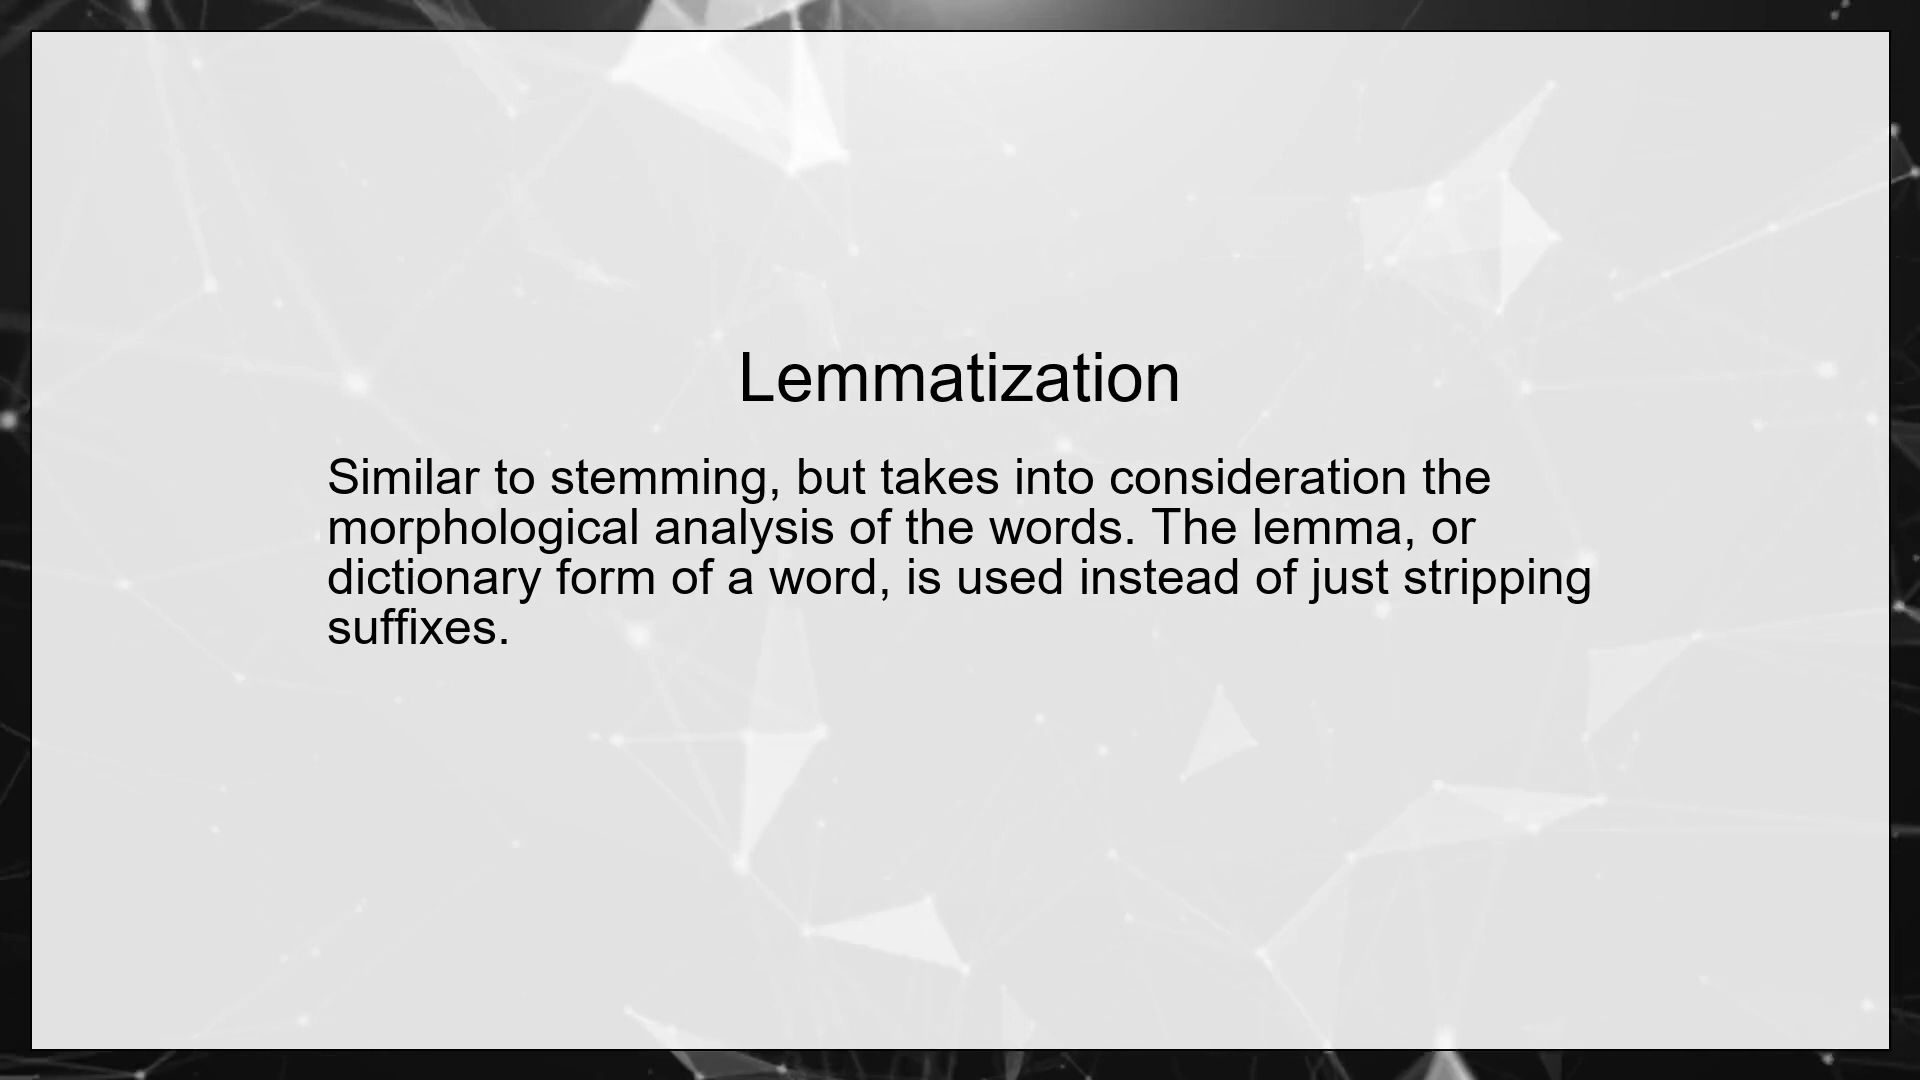 Lemmatization
Similar to stemming, but takes into consideration the
morphological analysis of the words. The lemma, or
dictionary form of a word, is used instead of just stripping
suffixes.